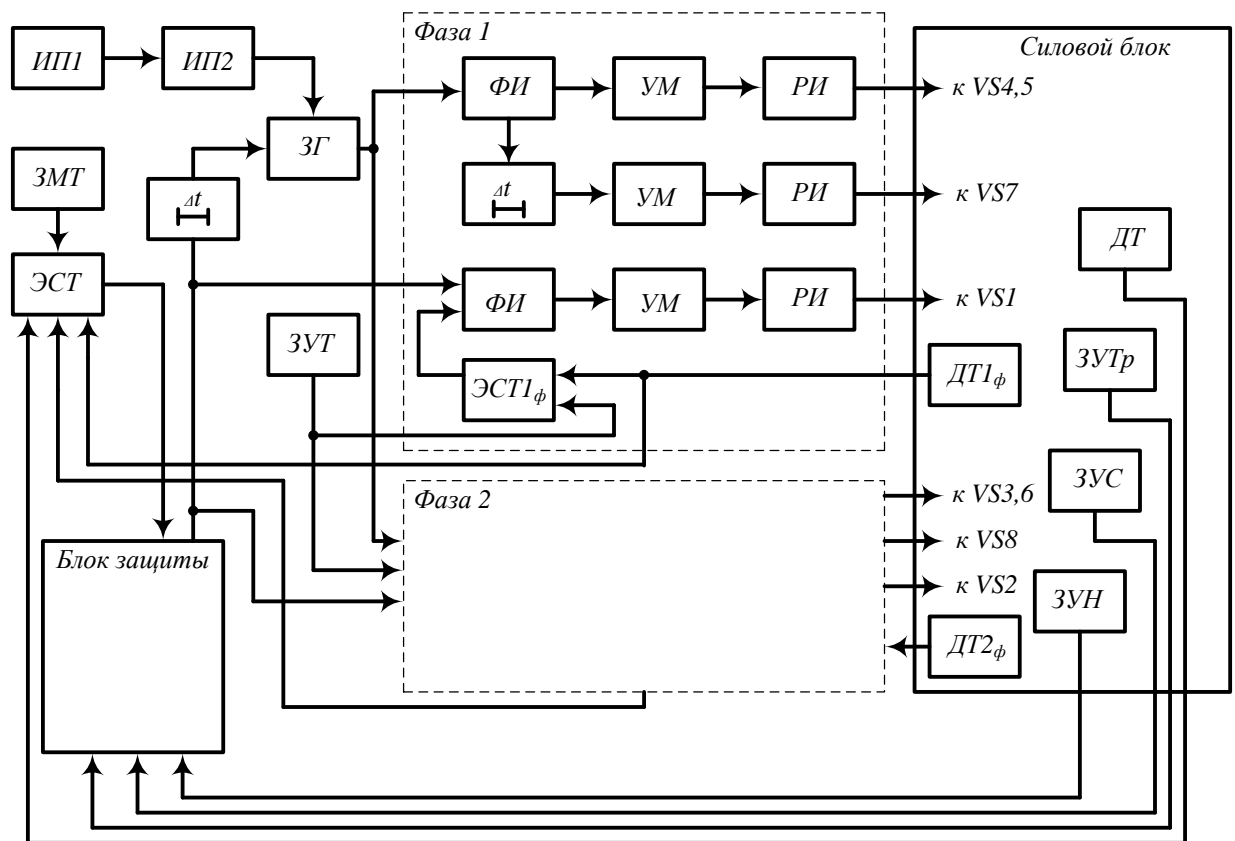 Фаза 1
Силовой блок
ИП1
ИП2
ФИ
УМ
РИ
к VS4,5
ЗГ
ЗМТ
Δt
Δt
УМ
РИ
к VS7
ДТ
ЭСТ
ФИ
УМ
РИ
к VS1
ЗУТ
ЭСТ1ф
ДТ1ф
ЗУТр
Фаза 2
к VS3,6
ЗУС
Блок защиты
к VS8
к VS2
ЗУН
ДТ2ф